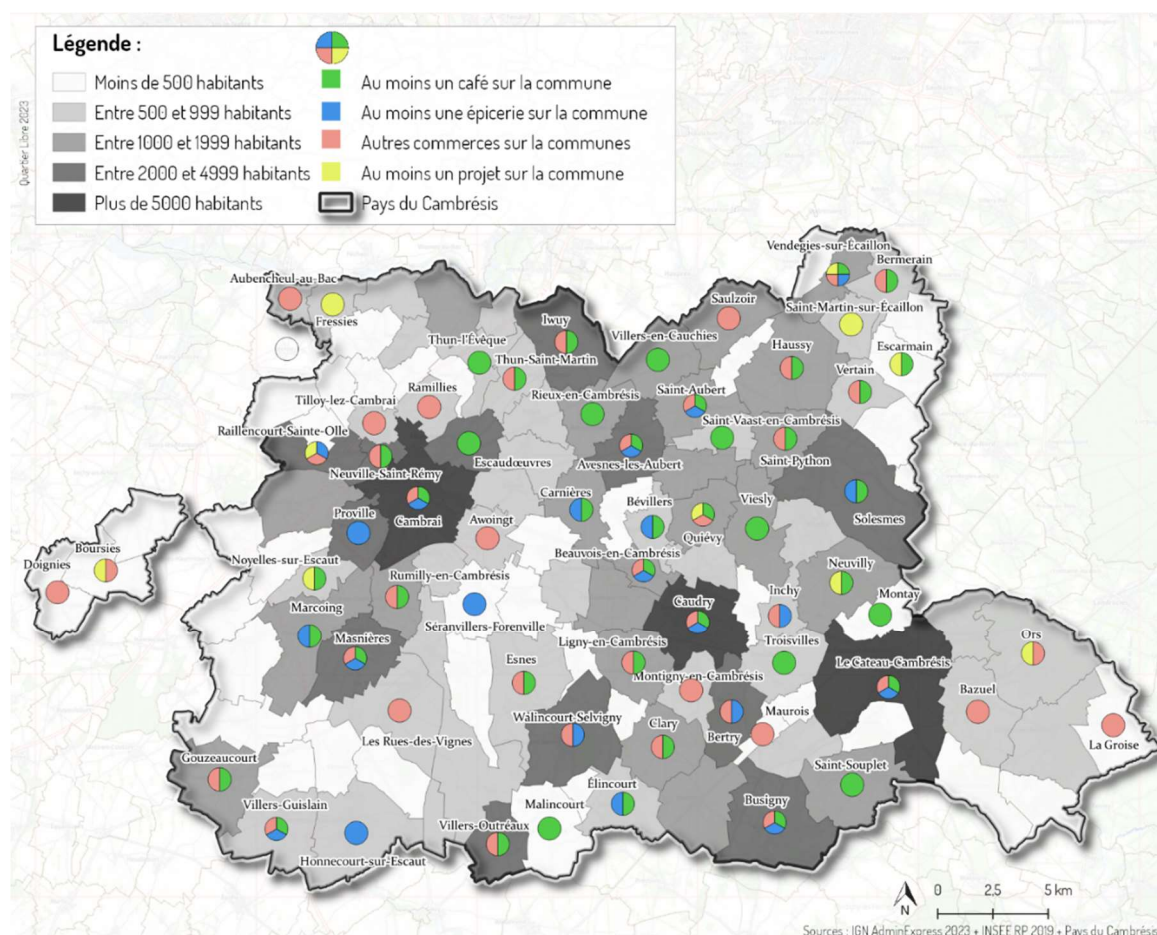 Légende :
Moins de 500 habitants
Entre 500 et 999 habitants
Entre 1000 et 1999 habitants
Entre 2000 et 4999 habitants
Plus de 5000 habitants
Au moins un café sur la commune
Au moins une épicerie sur la commune
Autres commerces sur la communes
Au moins un projet sur la commune
Pays du Cambrésis
Quartier Libre 2023
Vendegies-sur-Écaillon
Bermerain
Aubencheul-au-Bac
Fressies
Saint-Martin-sur-Écaillon
Saulzoir
Iwuy
Villers-en-Cauchies
Thun-l'Évêque
Thun-Saint-Martin
Haussy
Escarmain
Vertain
Ramillies
Tilloy-lez-Cambrai
Rieux-en-Cambrésis
Saint-Aubert
Saint-Vaast-en-Cambrésis
Raillencourt-Sainte-Olle
Neuville-Saint-Rémy
Escaudœuvres
Avesnes-les-Aubert
Saint-Python
Carnières
Bévillers
Viesly
Solesmes
Cambrai
Proville
Awoingt
Quiévy
Boursies
Doignies
Noyelles-sur-Escaut
Beauvois-en-Cambrésis
Neuvilly
Rumilly-en-Cambrésis
Marcoing
Caudry
Inchy
Montay
Séranvillers-Forenville
Masnières
Ligny-en-Cambrésis
Troisvilles
Ors
Esnes
Le Cateau-Cambrésis
Montigny-en-Cambrésis
Bazuel
Maurois
Les Rues-des-Vignes
Walincourt-Selvigny
Clary
Bertry
La Groise
Gouzeaucourt
Saint-Souplet
Élincourt
Villers-Guislain
Malincourt
Busigny
Villers-Outréaux
Honnecourt-sur-Escaut
N
0 2,5 5 km
Sources : IGN AdminExpress 2023 + INSEE RP 2019 + Pays du Cambrésis